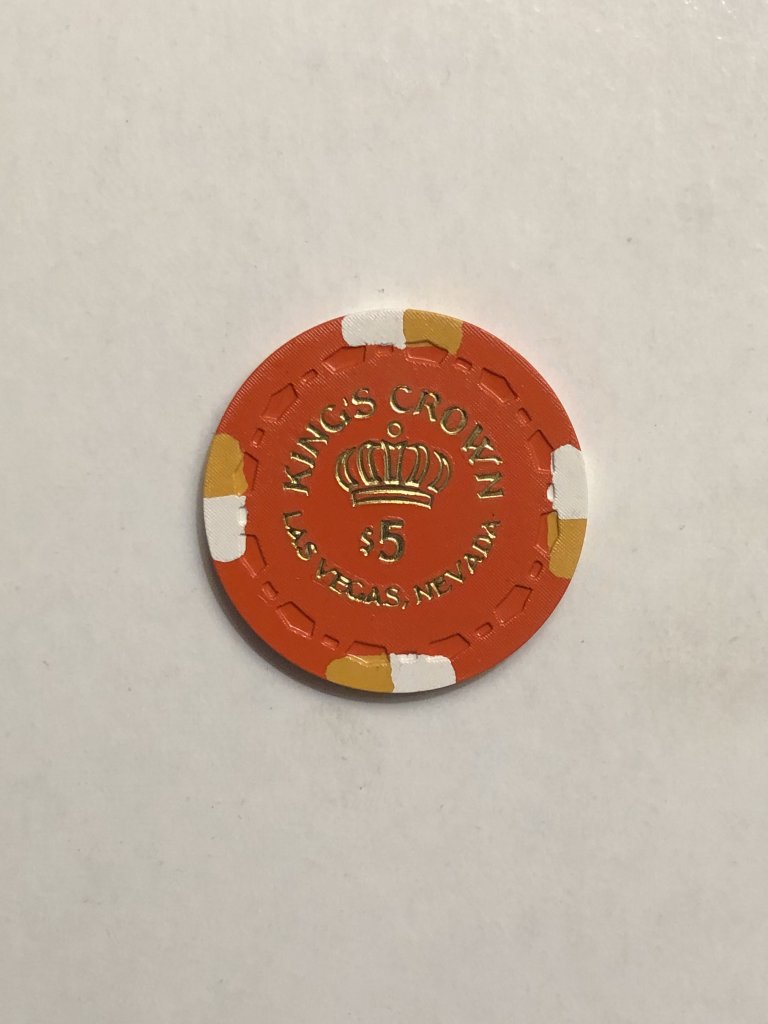 KING'S CROWN
$5
LAS VEGAS, NEVADA